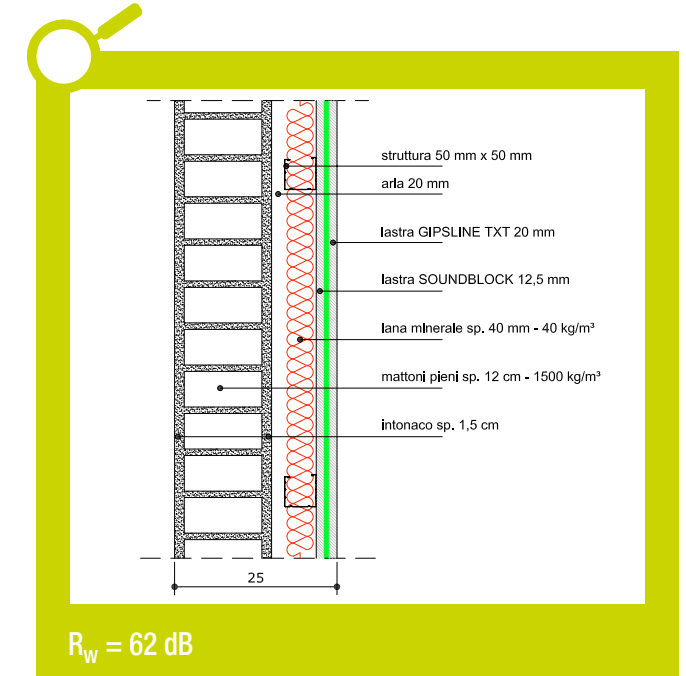 struttura 50 mm x 50 mm
aria 20 mm
lastra GIPSLINE TXT 20 mm
lastra SOUNDBLOCK 12,5 mm
lana minerale sp. 40 mm - 40 kg/m³
mattoni pieni sp. 12 cm - 1500 kg/m³
intonaco sp. 1,5 cm
25
R_W = 62 dB